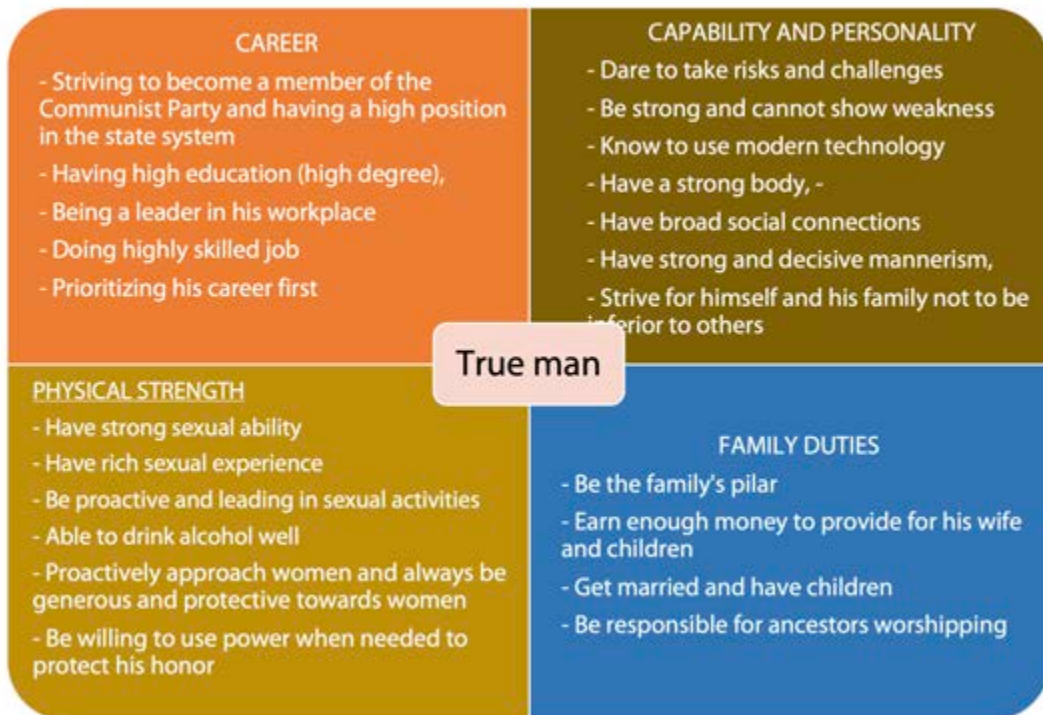 CAREER
- Striving to become a member of the
Communist Party and having a high position
in the state system
- Having high education (high degree),
- Being a leader in his workplace
- Doing highly skilled job
- Prioritizing his career first
CAPABILITY AND PERSONALITY
- Dare to take risks and challenges
- Be strong and cannot show weakness
- Know to use modern technology
- Have a strong body, -
- Have broad social connections
- Have strong and decisive mannerism,
- Strive for himself and his family not to be
inferior to others
True man
PHYSICAL STRENGTH
- Have strong sexual ability
- Have rich sexual experience
- Be proactive and leading in sexual activities
- Able to drink alcohol well
- Proactively approach women and always be
generous and protective towards women
- Be willing to use power when needed to
protect his honor
FAMILY DUTIES
- Be the family's pilar
- Earn enough money to provide for his wife
and children
- Get married and have children
- Be responsible for ancestors worshipping